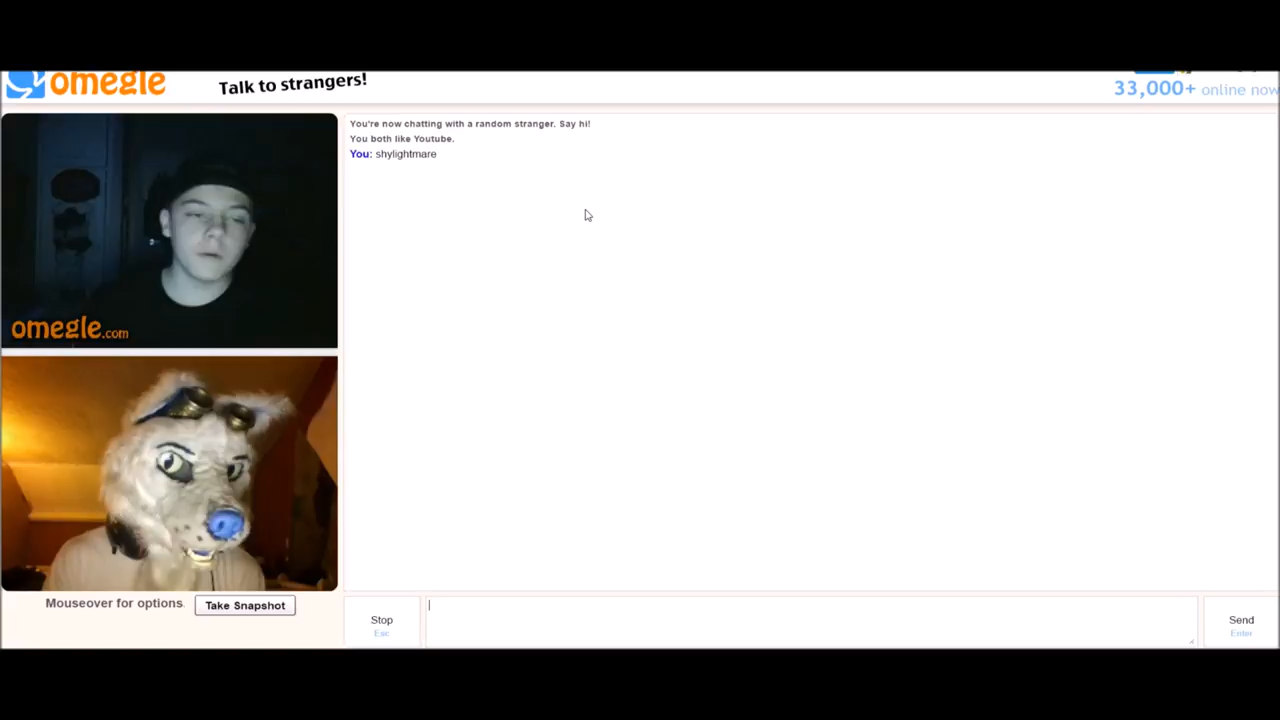 omegle
Talk to strangers!
33,000+ online now
You're now chatting with a random stranger. Say hi!
You both like Youtube.
You: shylightmare
omegle.com
Mouseover for options.
Take Snapshot
Stop
Esc
Send
Enter